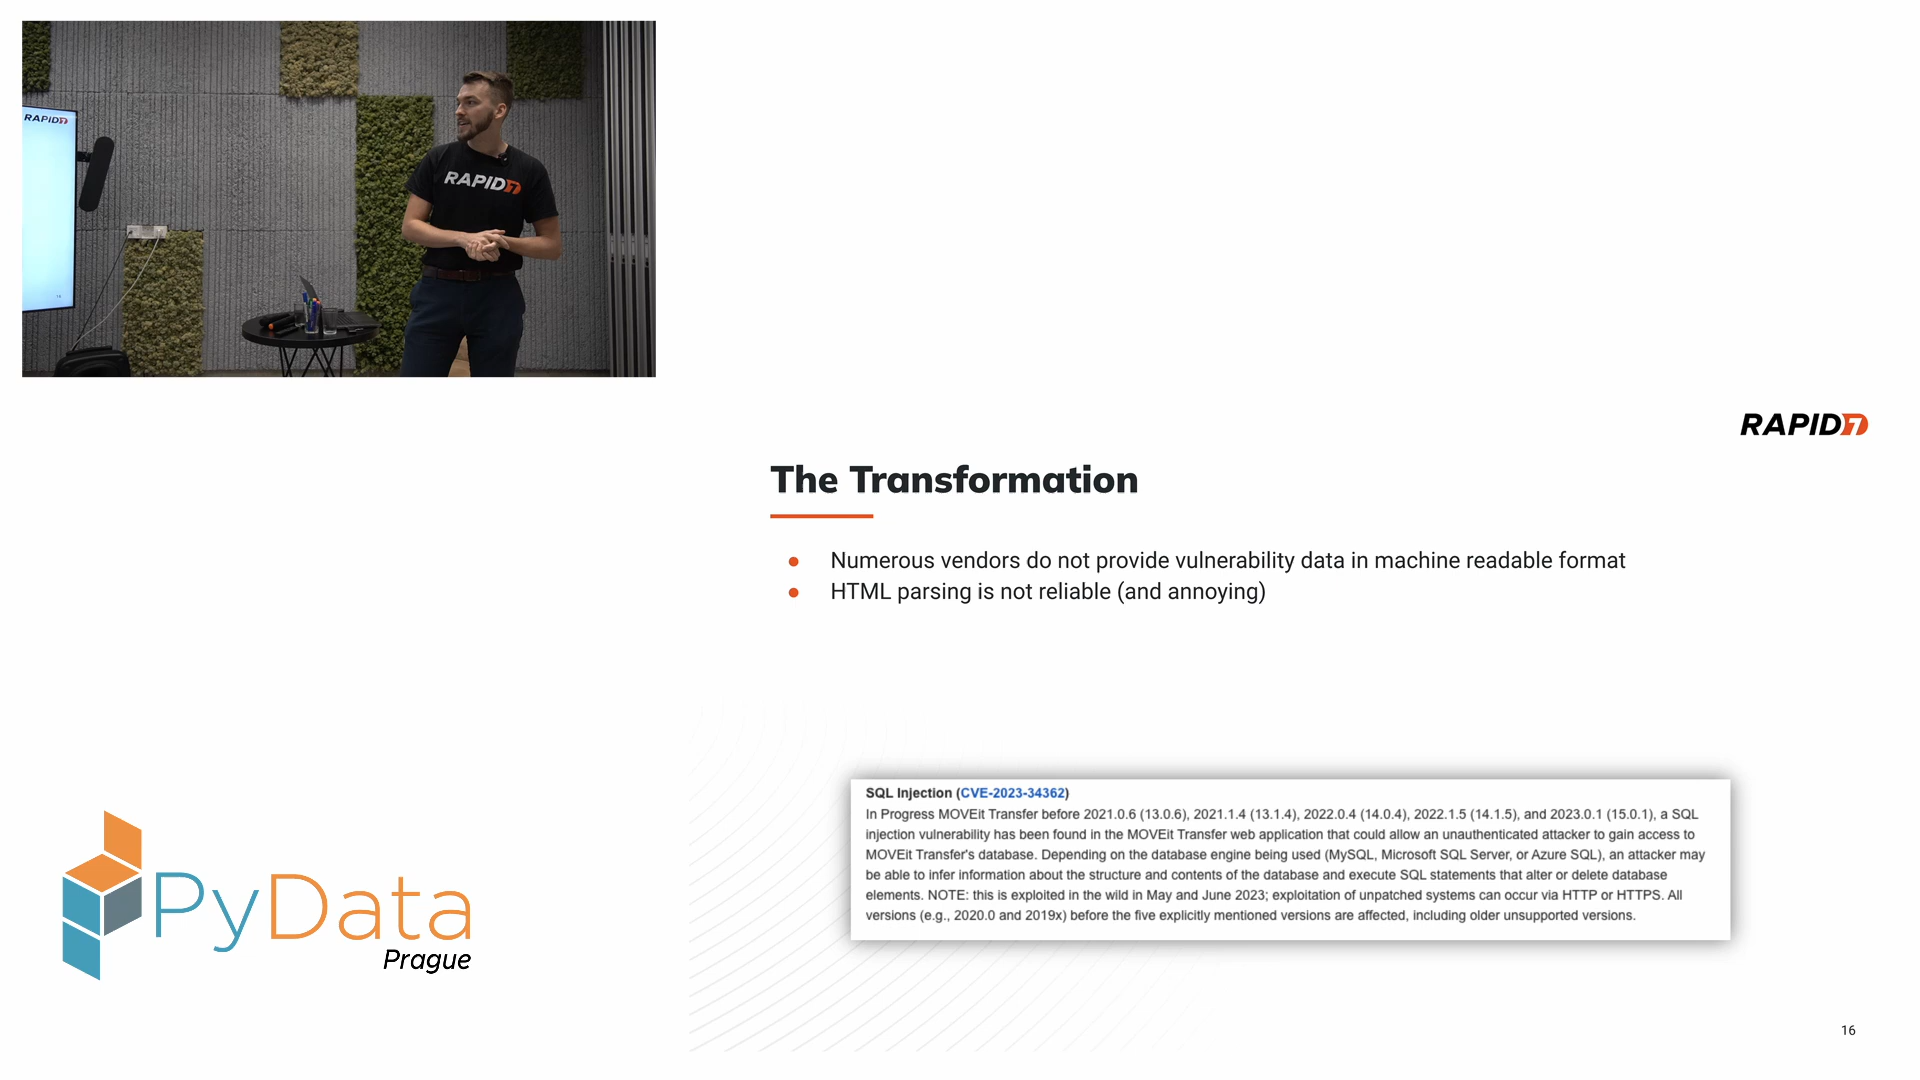 RAPID7
RAPID7
RAPID7
The Transformation
Numerous vendors do not provide vulnerability data in machine readable format
HTML parsing is not reliable (and annoying)
SQL Injection (CVE-2023-34362)
In Progress MOVEit Transfer before 2021.0.6 (13.0.6), 2021.1.4 (13.1.4), 2022.0.4 (14.0.4), 2022.1.5 (14.1.5), and 2023.0.1 (15.0.1), a SQL
injection vulnerability has been found in the MOVEit Transfer web application that could allow an unauthenticated attacker to gain access to
MOVEit Transfer's database. Depending on the database engine being used (MySQL, Microsoft SQL Server, or Azure SQL), an attacker may
be able to infer information about the structure and contents of the database and execute SQL statements that alter or delete database
elements. NOTE: this is exploited in the wild in May and June 2023; exploitation of unpatched systems can occur via HTTP or HTTPS. All
versions (e.g., 2020.0 and 2019x) before the five explicitly mentioned versions are affected, including older unsupported versions.
PyData
Prague
16